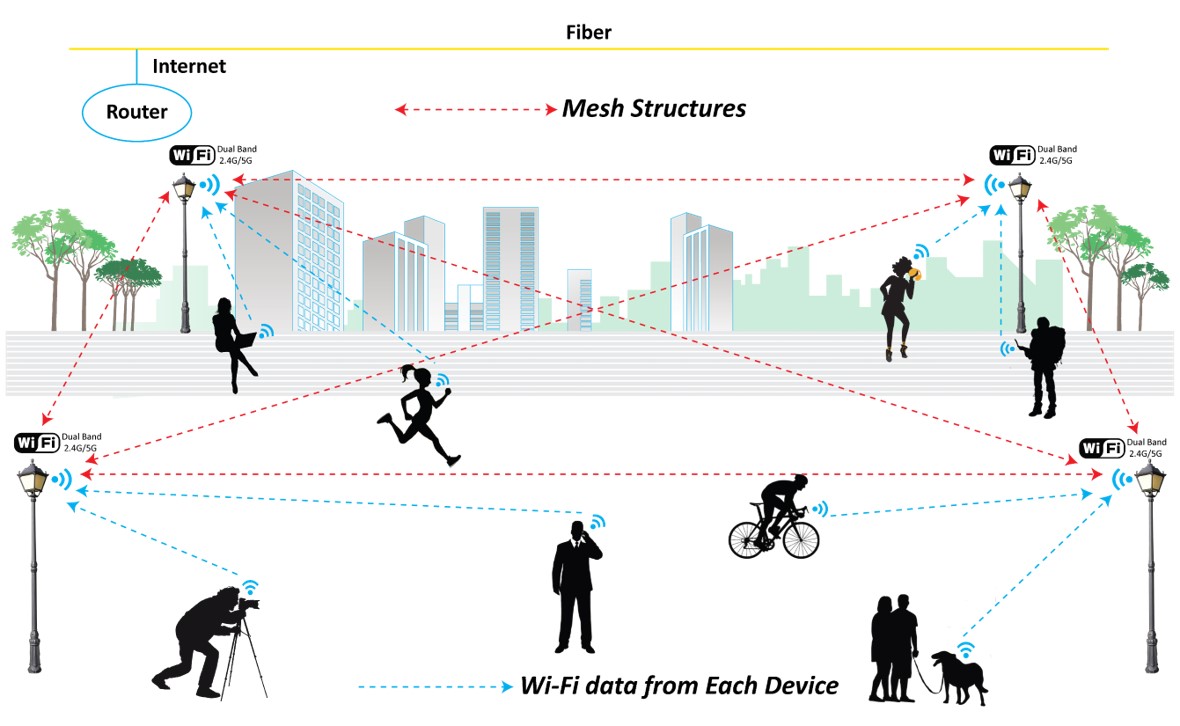 Fiber
Internet
Router
Mesh Structures
Wi Fi
Dual Band
2.4G/5G
Wi Fi
Dual Band
2.4G/5G
Wi Fi
Dual Band
2.4G/5G
Wi Fi
Dual Band
2.4G/5G
Wi-Fi data from Each Device